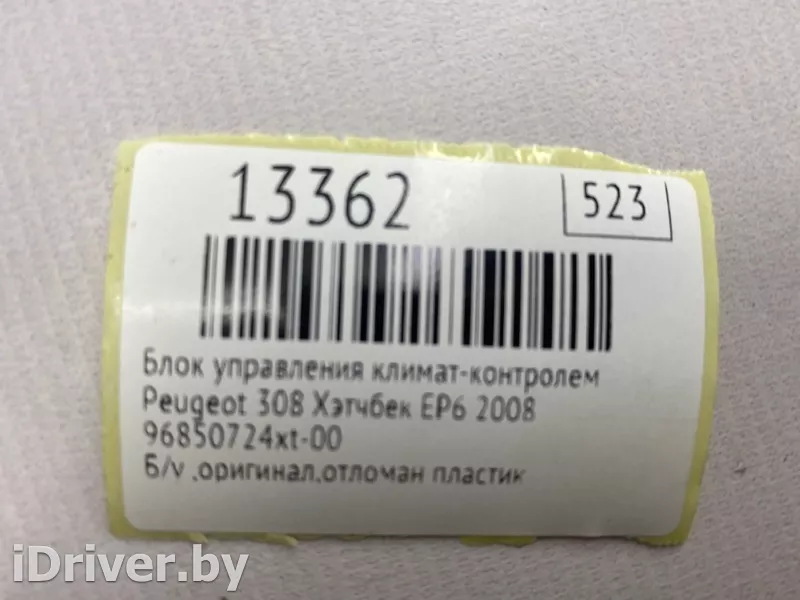 13362
523
Блок управления климат-контролем
Peugeot 308 Хэтчбек EP6 2008
96850724xt-00
б/у .оригинал.отломан пластик
iDriver.by